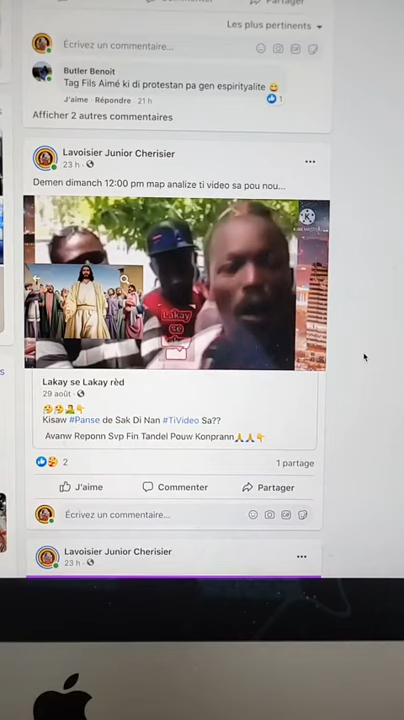 Partager
Les plus pertinents
Écrivez un commentaire...
Butler Benoit
Tag Fils Aimé ki di protestan pa gen espirityalite 😄
J'aime · Répondre · 21 h
1
Afficher 2 autres commentaires
Lavoisier Junior Cherisier
23 h ·
Demen dimanch 12:00 pm map analize ti video sa pou nou...
Lakay
se
Lakay se Lakay rèd
29 août ·
🤔🤔🤦‍♂️👇
Kisaw #Panse de Sak Di Nan #TiVideo Sa??
Avanw Reponn Svp Fin Tandel Pouw Konprann🙏🙏👇
2
1 partage
J'aime
Commenter
Partager
Écrivez un commentaire...
Lavoisier Junior Cherisier
23 h ·